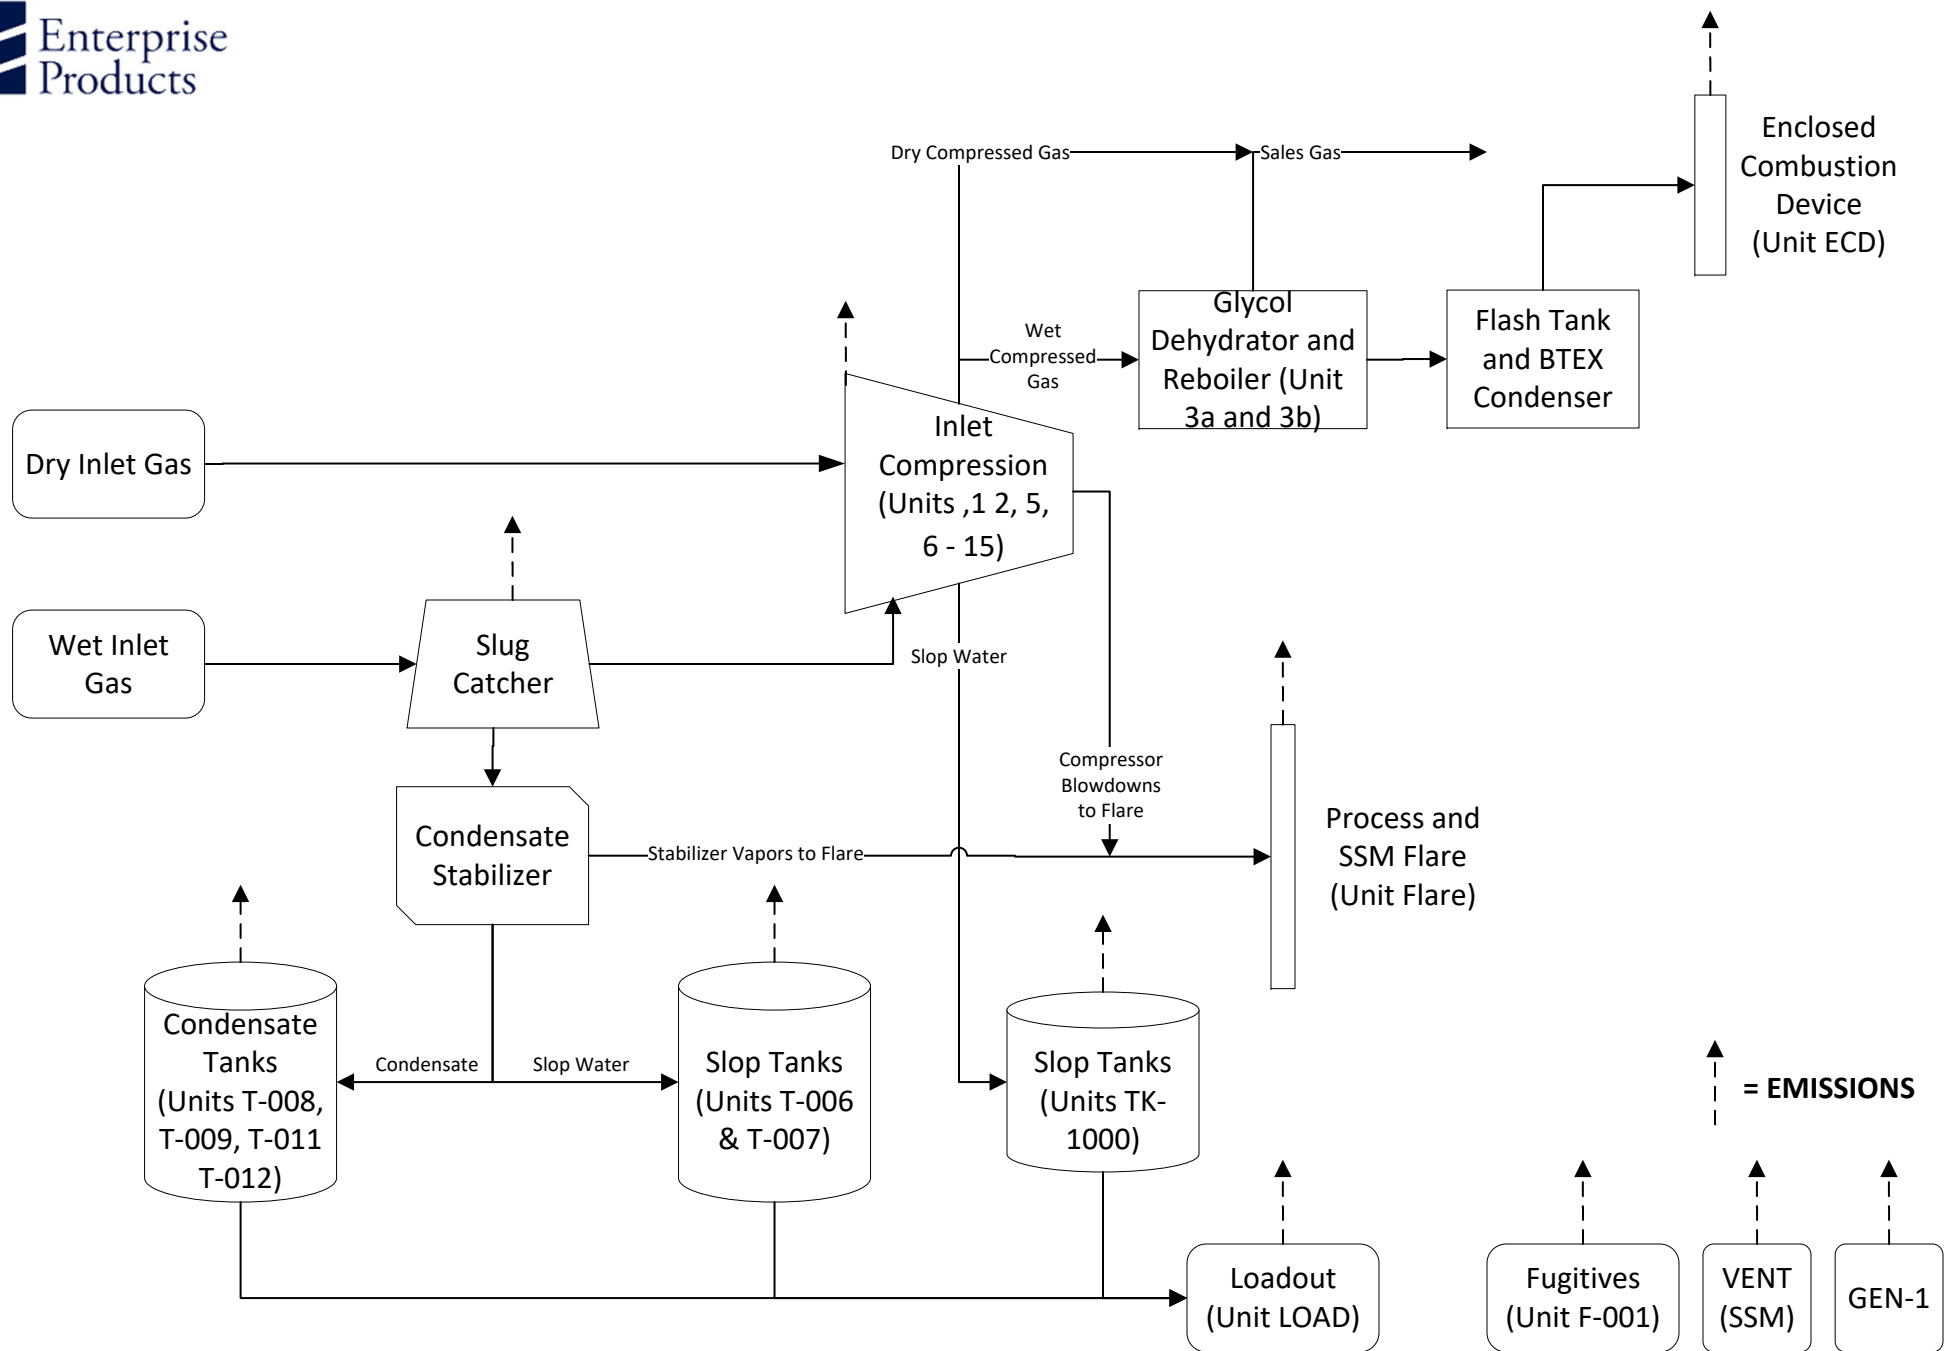 Enterprise
Products
Enclosed
Combustion
Device
(Unit ECD)
Dry Compressed Gas
Sales Gas
Wet
Compressed
Gas
Glycol
Dehydrator and
Reboiler (Unit
3a and 3b)
Flash Tank
and BTEX
Condenser
Dry Inlet Gas
Inlet
Compression
(Units ,1 2, 5,
6 - 15)
Wet Inlet
Gas
Slug
Catcher
Slop Water
Compressor
Blowdowns
to Flare
Condensate
Stabilizer
Stabilizer Vapors to Flare
Process and
SSM Flare
(Unit Flare)
Condensate
Tanks
(Units T-008,
T-009, T-011
T-012)
Condensate
Slop Water
Slop Tanks
(Units T-006
& T-007)
Slop Tanks
(Units TK-
1000)
= EMISSIONS
Loadout
(Unit LOAD)
Fugitives
(Unit F-001)
VENT
(SSM)
GEN-1